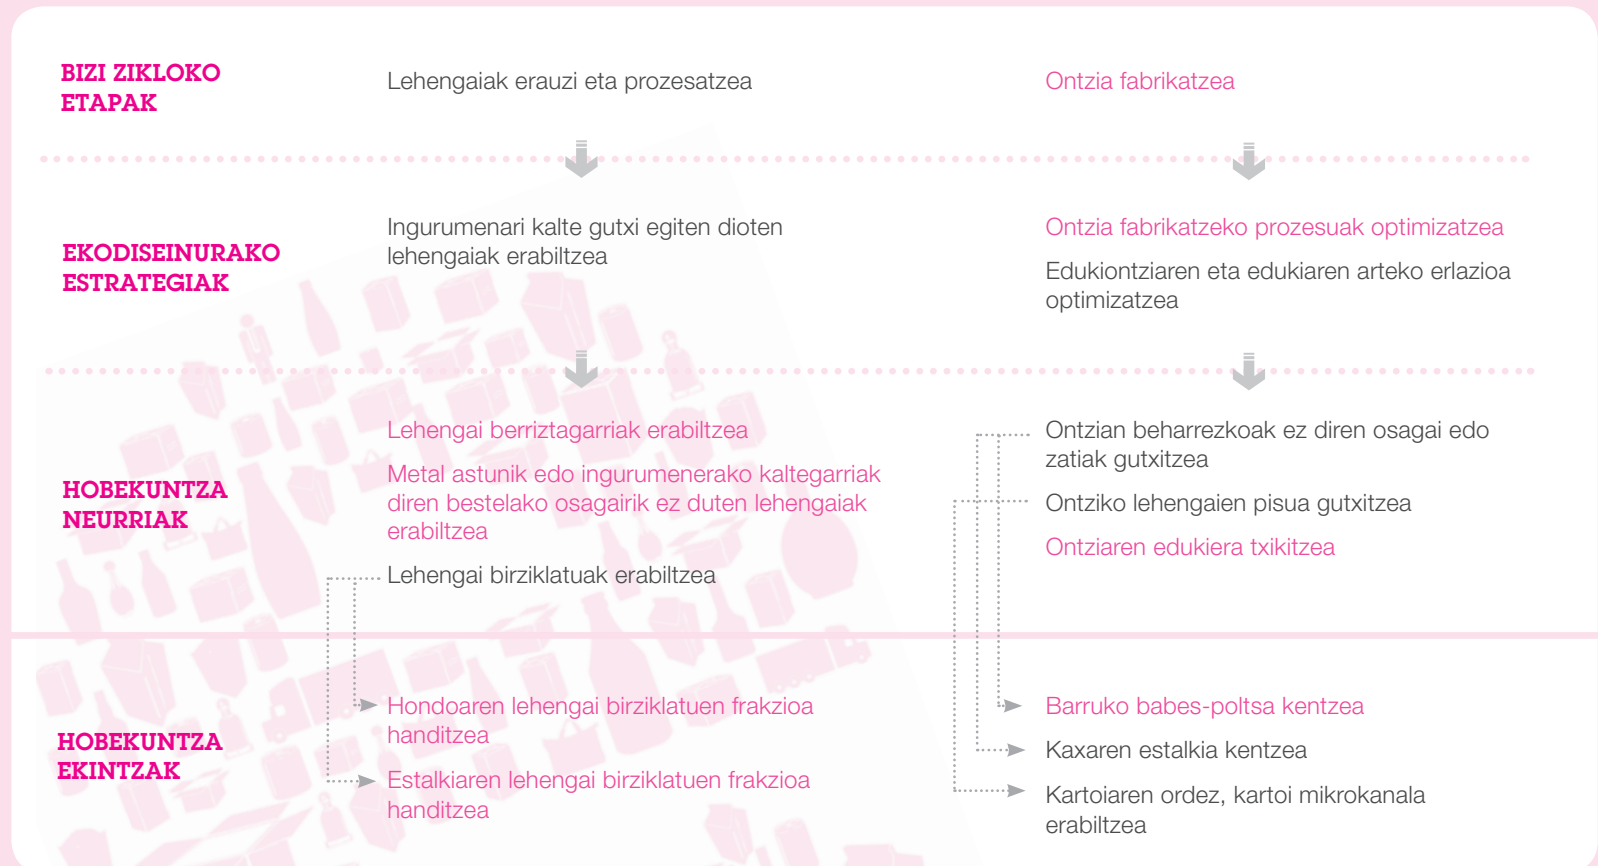 BIZI ZIKLOKO
ETAPAK
Lehengaiak erauzi eta prozesatzea
Ontzia fabrikatzea
EKODISEINURAKO
ESTRATEGIAK
Ingurumenari kalte gutxi egiten dioten
lehengaiak erabiltzea
Ontzia fabrikatzeko prozesuak optimizatzea
Edukiontziaren eta edukiaren arteko erlazioa
optimizatzea
HOBEKUNTZA
NEURRIAK
Lehengai berriztagarriak erabiltzea
Metal astunik edo ingurumenerako kaltegarriak
diren bestelako osagairik ez duten lehengaiak
erabiltzea
Lehengai birziklatuak erabiltzea
Ontzian beharrezkoak ez diren osagai edo
zatiak gutxitzea
Ontziko lehengaien pisua gutxitzea
Ontziaren edukiera txikitzea
HOBEKUNTZA
EKINTZAK
Hondoaren lehengai birziklatuen frakzioa
handitzea
Estalkiaren lehengai birziklatuen frakzioa
handitzea
Barruko babes-poltsa kentzea
Kaxaren estalkia kentzea
Kartoiaren ordez, kartoi mikrokanala
erabiltzea